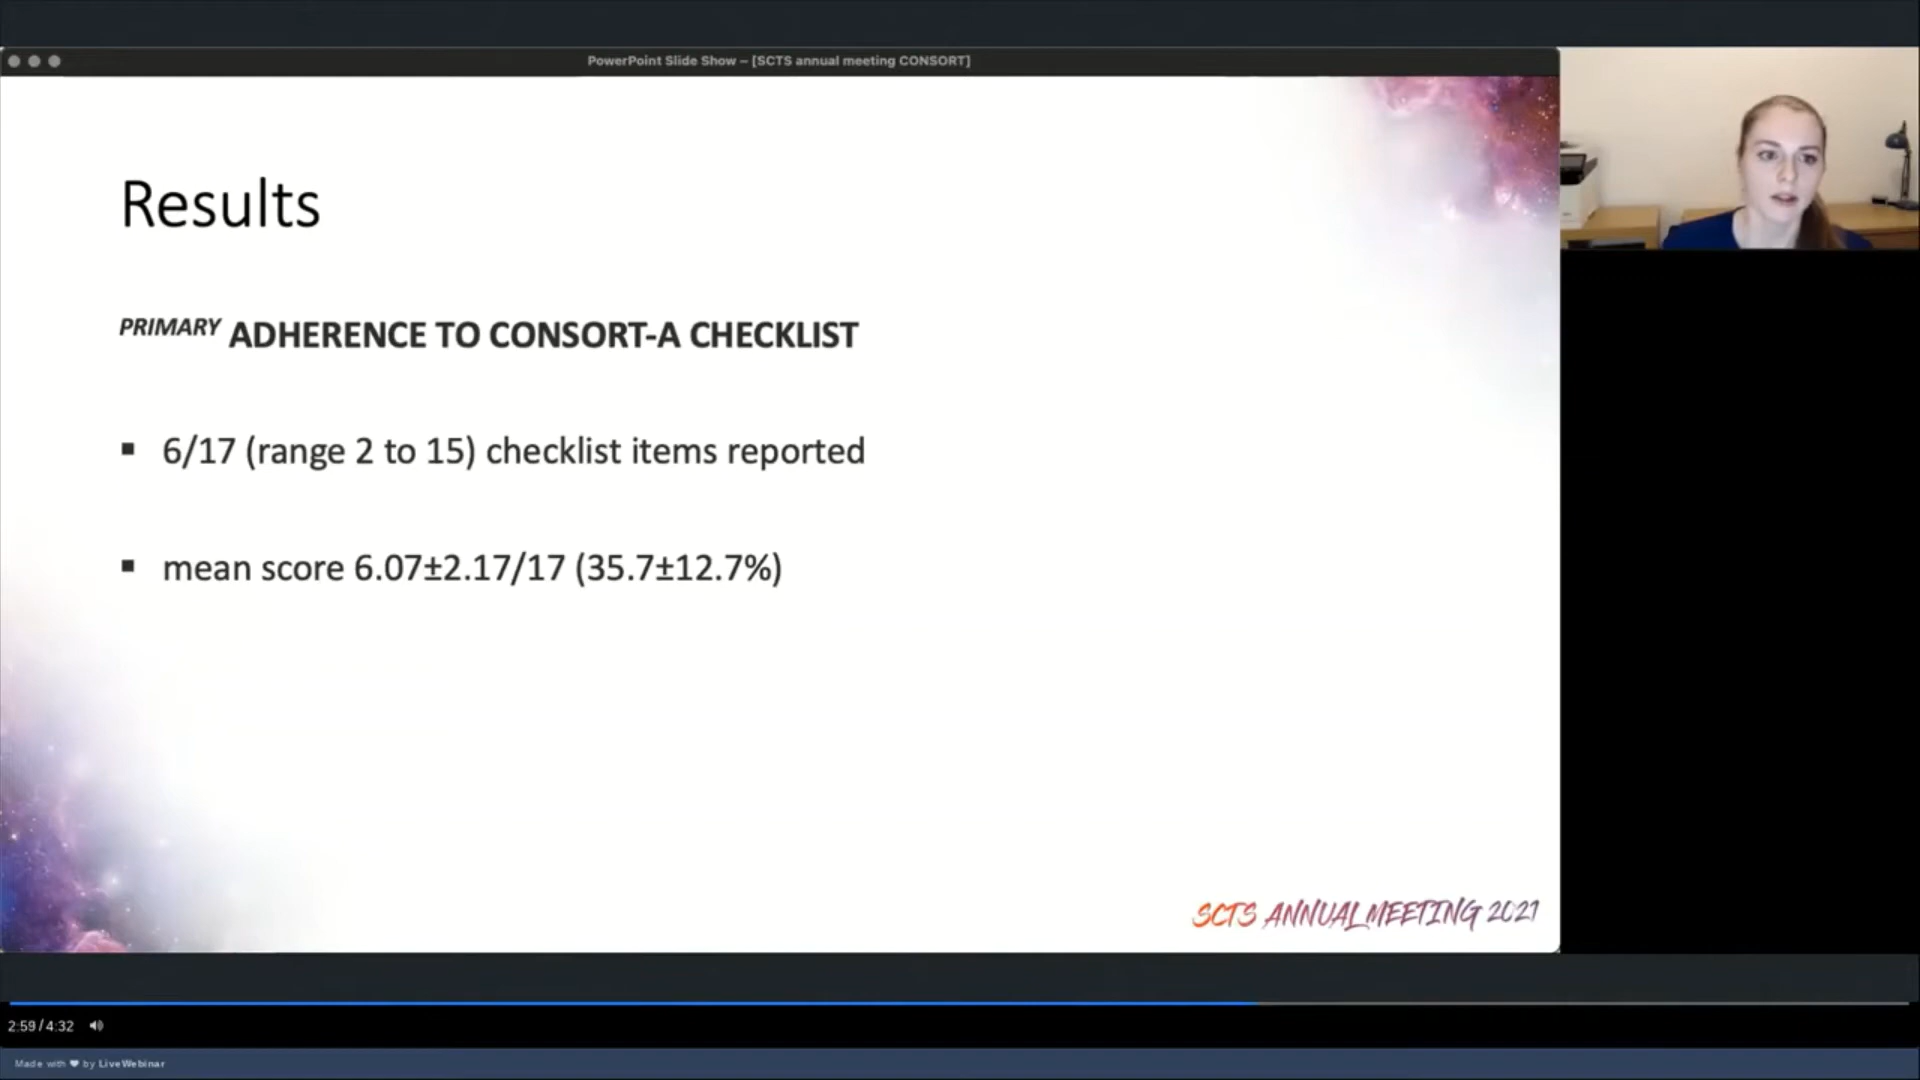 PowerPoint Slide Show – [SCTS annual meeting CONSORT]
Results
PRIMARY ADHERENCE TO CONSORT-A CHECKLIST
▪ 6/17 (range 2 to 15) checklist items reported
▪ mean score 6.07±2.17/17 (35.7±12.7%)
SCTS ANNUAL MEETING 2021
2:59 / 4:32
Made with ❤ by LiveWebinar